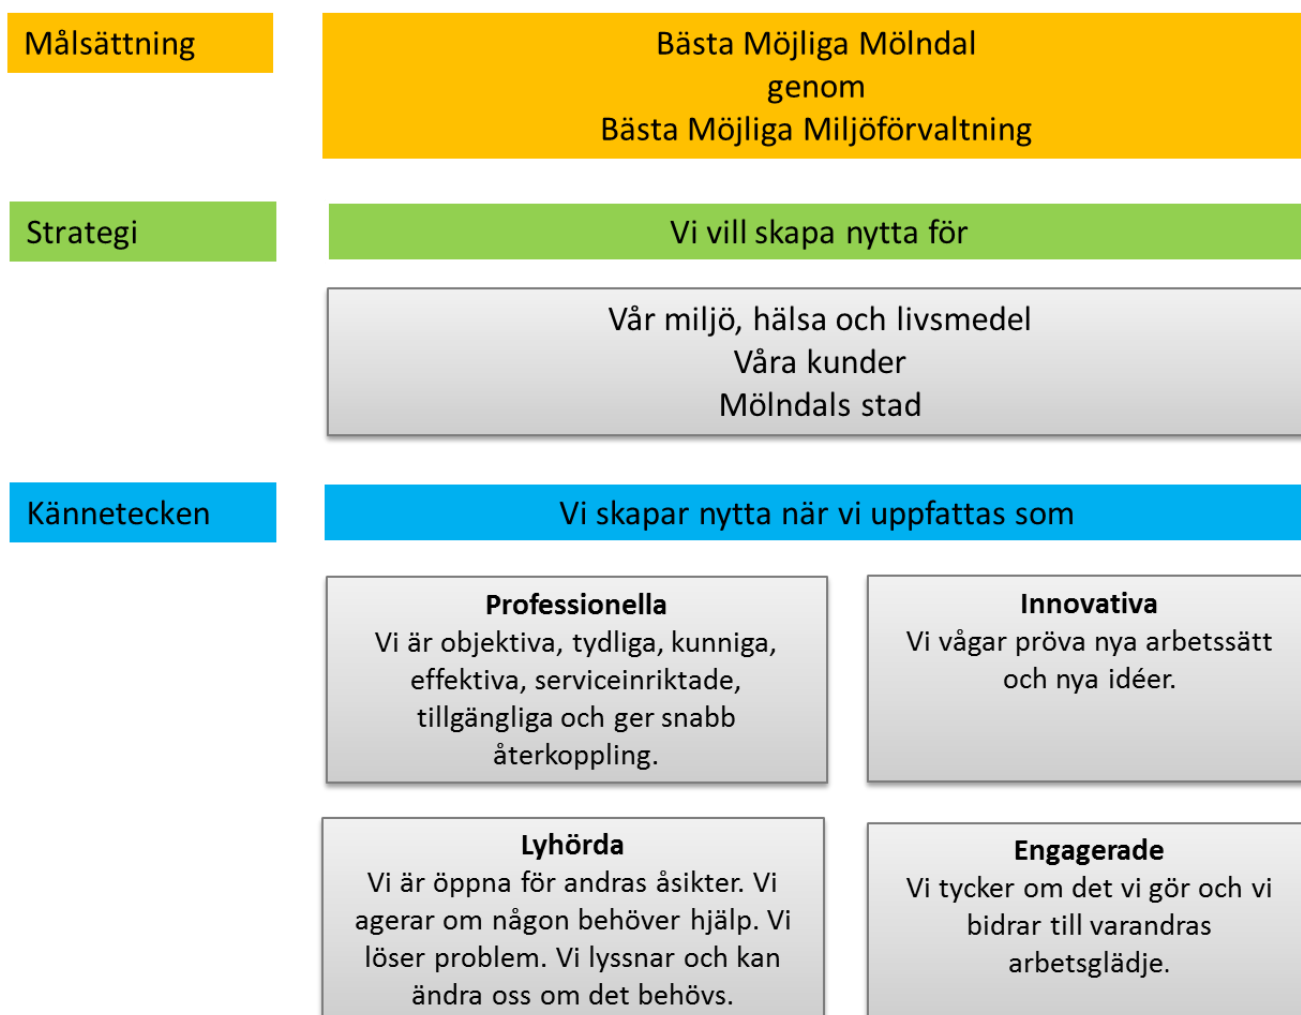 Målsättning
Bästa Möjliga Mölndal
genom
Bästa Möjliga Miljöförvaltning
Strategi
Vi vill skapa nytta för
Vår miljö, hälsa och livsmedel
Våra kunder
Mölndals stad
Kännetecken
Vi skapar nytta när vi uppfattas som
Professionella
Vi är objektiva, tydliga, kunniga,
effektiva, serviceinriktade,
tillgängliga och ger snabb
återkoppling.
Innovativa
Vi vågar pröva nya arbetssätt
och nya idéer.
Lyhörda
Vi är öppna för andras åsikter. Vi
agerar om någon behöver hjälp. Vi
löser problem. Vi lyssnar och kan
ändra oss om det behövs.
Engagerade
Vi tycker om det vi gör och vi
bidrar till varandras
arbetsglädje.